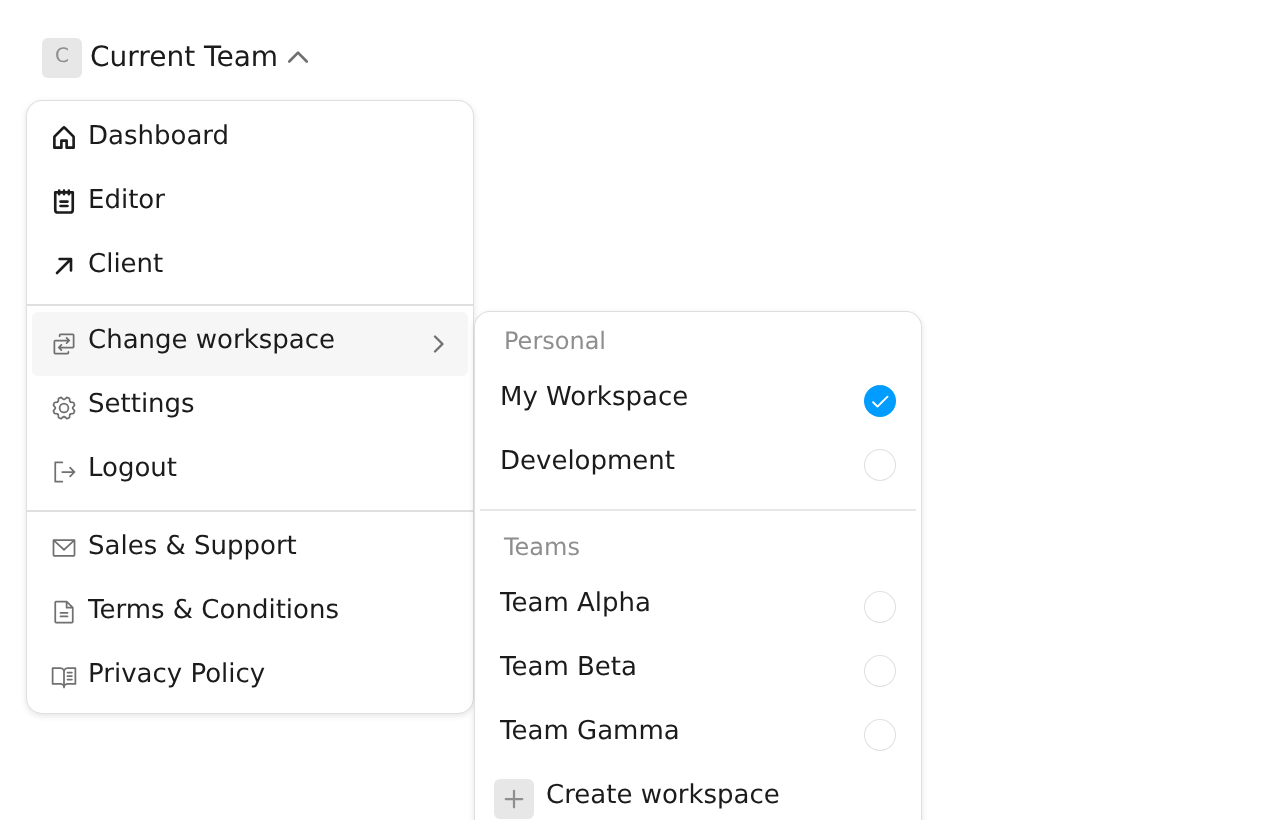 C Current Team
Dashboard
Editor
Client
Change workspace
Settings
Logout
Sales & Support
Terms & Conditions
Privacy Policy
Personal
My Workspace
Development
Teams
Team Alpha
Team Beta
Team Gamma
Create workspace